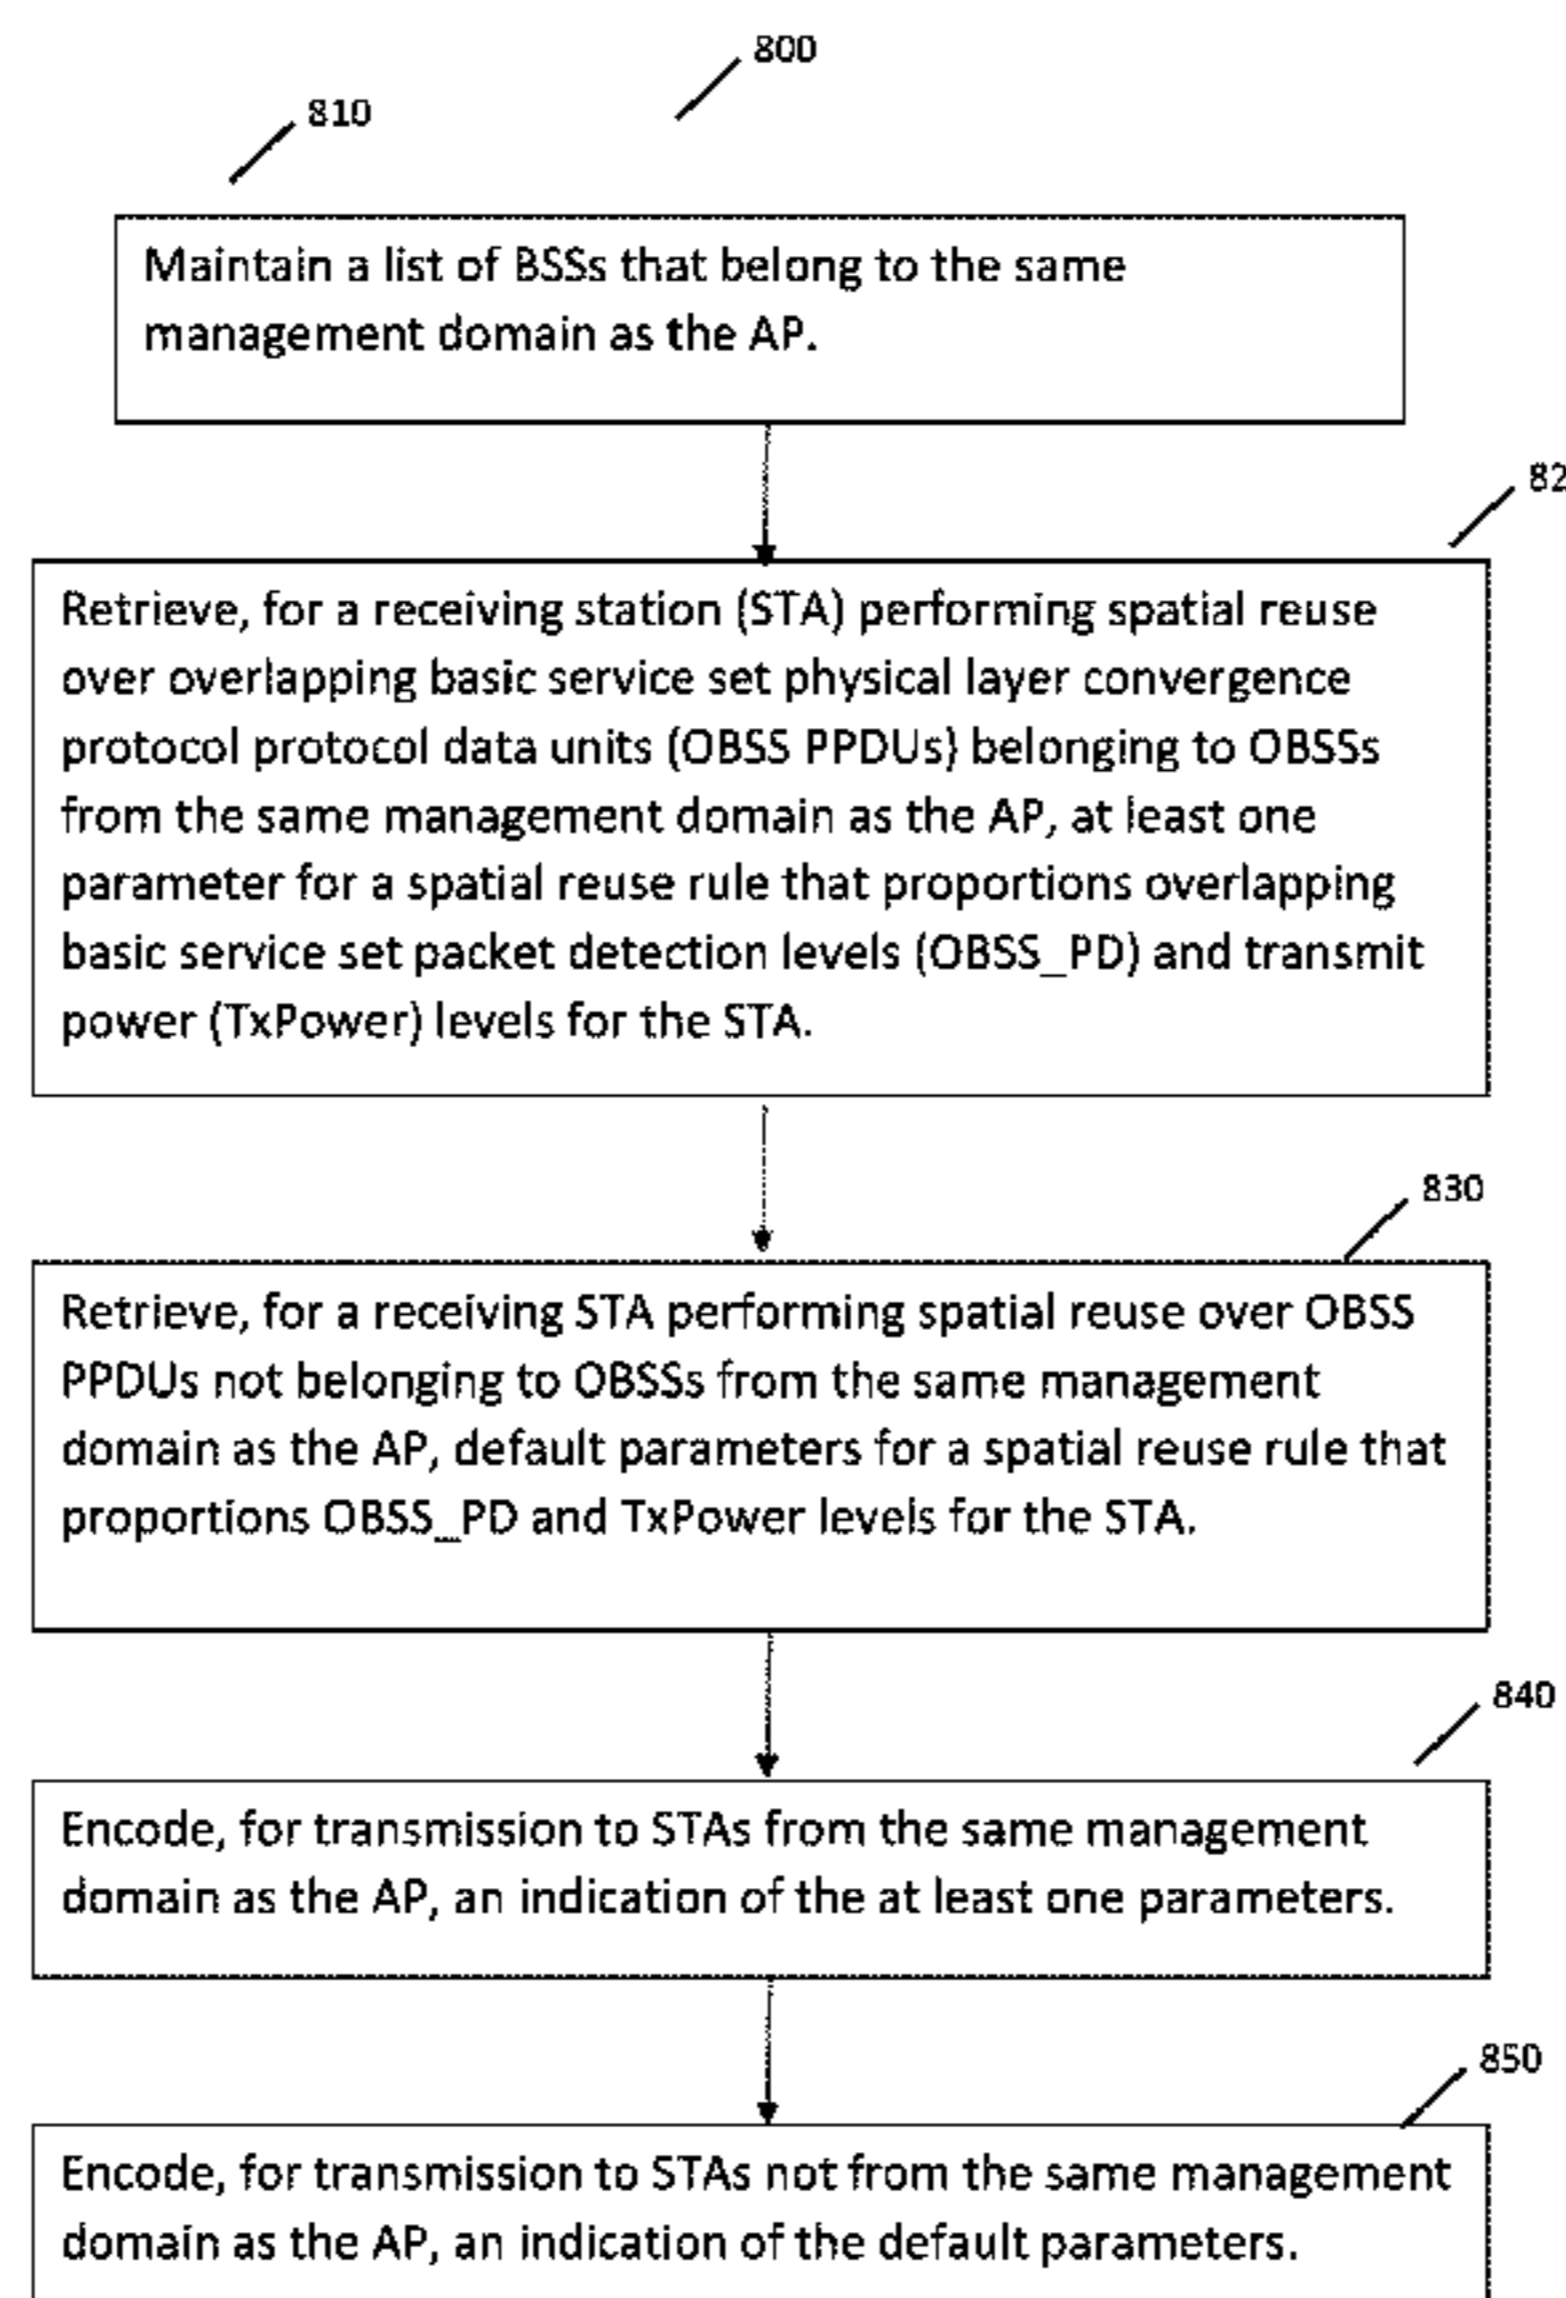 800
810
Maintain a list of BSSs that belong to the same
management domain as the AP.
82
Retrieve, for a receiving station (STA) performing spatial reuse
over overlapping basic service set physical layer convergence
protocol protocol data units (OBSS PPDUs) belonging to OBSSs
from the same management domain as the AP, at least one
parameter for a spatial reuse rule that proportions overlapping
basic service set packet detection levels (OBSS_PD) and transmit
power (TxPower) levels for the STA.
830
Retrieve, for a receiving STA performing spatial reuse over OBSS
PPDUs not belonging to OBSSs from the same management
domain as the AP, default parameters for a spatial reuse rule that
proportions OBSS_PD and TxPower levels for the STA.
840
Encode, for transmission to STAs from the same management
domain as the AP, an indication of the at least one parameters.
850
Encode, for transmission to STAs not from the same management
domain as the AP, an indication of the default parameters.